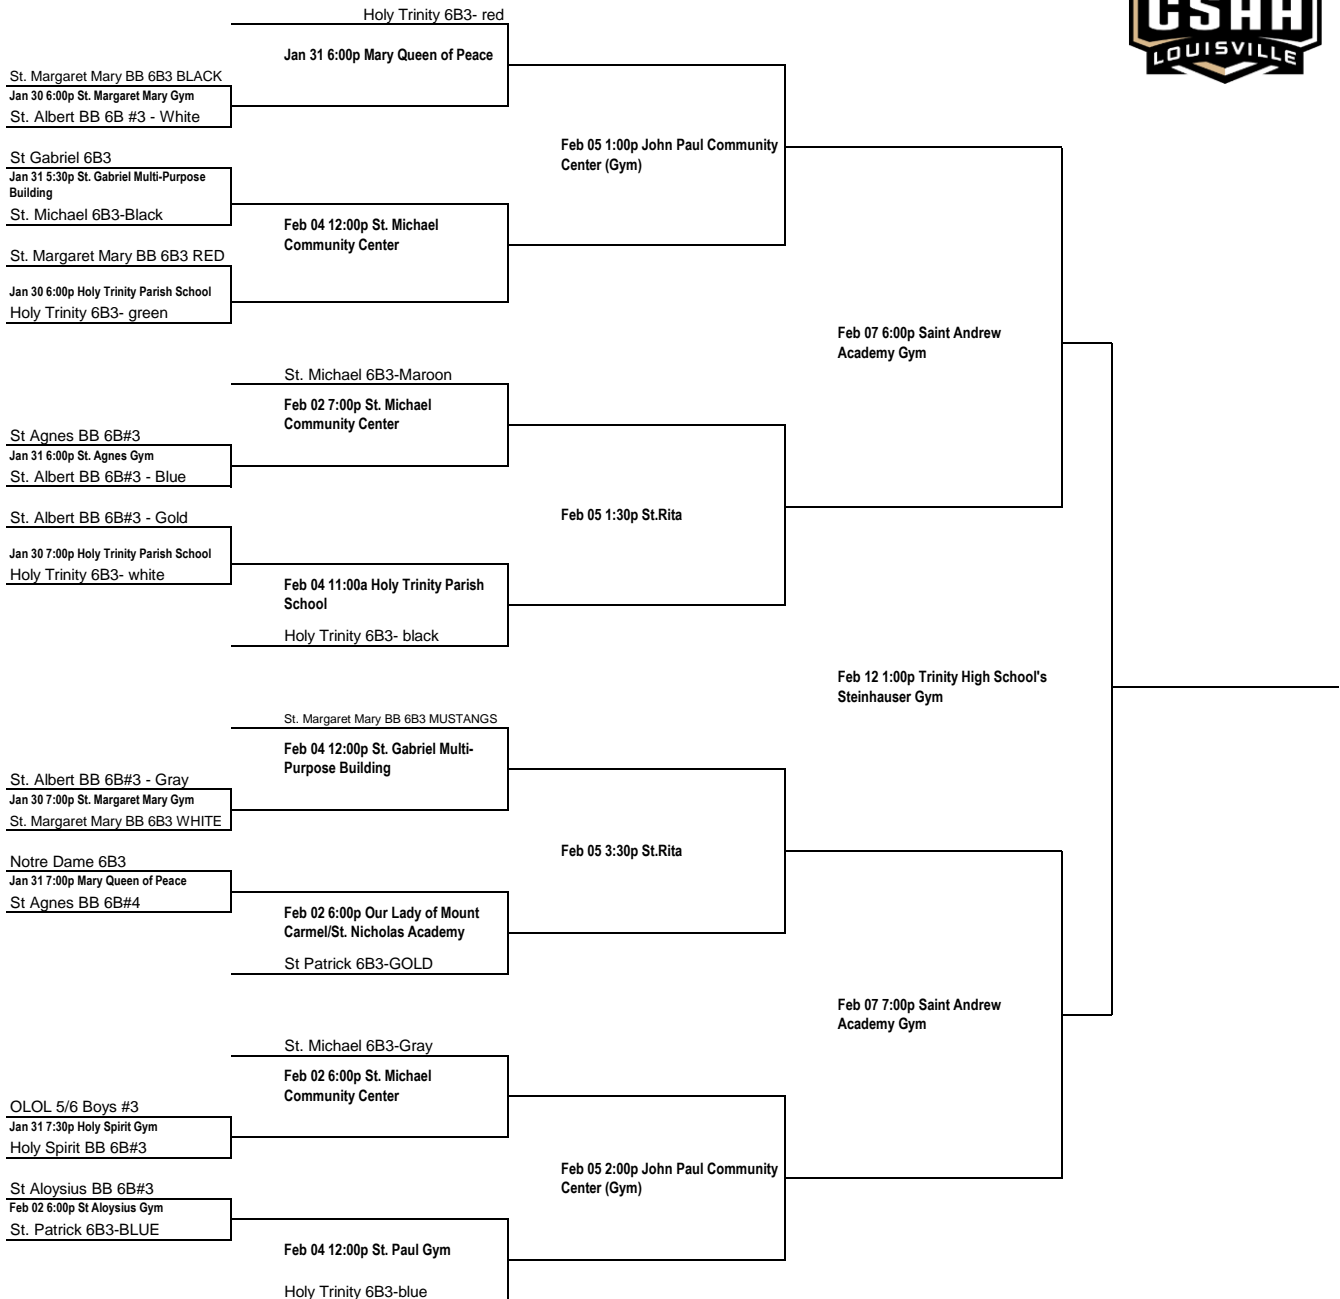 Holy Trinity 6B3- red
CSAA
LOUISVILLE
Jan 31 6:00p Mary Queen of Peace
St. Margaret Mary BB 6B3 BLACK
Jan 30 6:00p St. Margaret Mary Gym
St. Albert BB 6B #3 - White
Feb 05 1:00p John Paul Community
Center (Gym)
St Gabriel 6B3
Jan 31 5:30p St. Gabriel Multi-Purpose
Building
St. Michael 6B3-Black
Feb 04 12:00p St. Michael
Community Center
St. Margaret Mary BB 6B3 RED
Jan 30 6:00p Holy Trinity Parish School
Holy Trinity 6B3- green
Feb 07 6:00p Saint Andrew
Academy Gym
St. Michael 6B3-Maroon
Feb 02 7:00p St. Michael
Community Center
St Agnes BB 6B#3
Jan 31 6:00p St. Agnes Gym
St. Albert BB 6B#3 - Blue
St. Albert BB 6B#3 - Gold
Feb 05 1:30p St.Rita
Jan 30 7:00p Holy Trinity Parish School
Holy Trinity 6B3- white
Feb 04 11:00a Holy Trinity Parish
School
Holy Trinity 6B3- black
Feb 12 1:00p Trinity High School's
Steinhauser Gym
St. Margaret Mary BB 6B3 MUSTANGS
Feb 04 12:00p St. Gabriel Multi-
Purpose Building
St. Albert BB 6B#3 - Gray
Jan 30 7:00p St. Margaret Mary Gym
St. Margaret Mary BB 6B3 WHITE
Feb 05 3:30p St.Rita
Notre Dame 6B3
Jan 31 7:00p Mary Queen of Peace
St Agnes BB 6B#4
Feb 02 6:00p Our Lady of Mount
Carmel/St. Nicholas Academy
St Patrick 6B3-GOLD
Feb 07 7:00p Saint Andrew
Academy Gym
St. Michael 6B3-Gray
Feb 02 6:00p St. Michael
Community Center
OLOL 5/6 Boys #3
Jan 31 7:30p Holy Spirit Gym
Holy Spirit BB 6B#3
Feb 05 2:00p John Paul Community
Center (Gym)
St Aloysius BB 6B#3
Feb 02 6:00p St Aloysius Gym
St. Patrick 6B3-BLUE
Feb 04 12:00p St. Paul Gym
Holy Trinity 6B3-blue